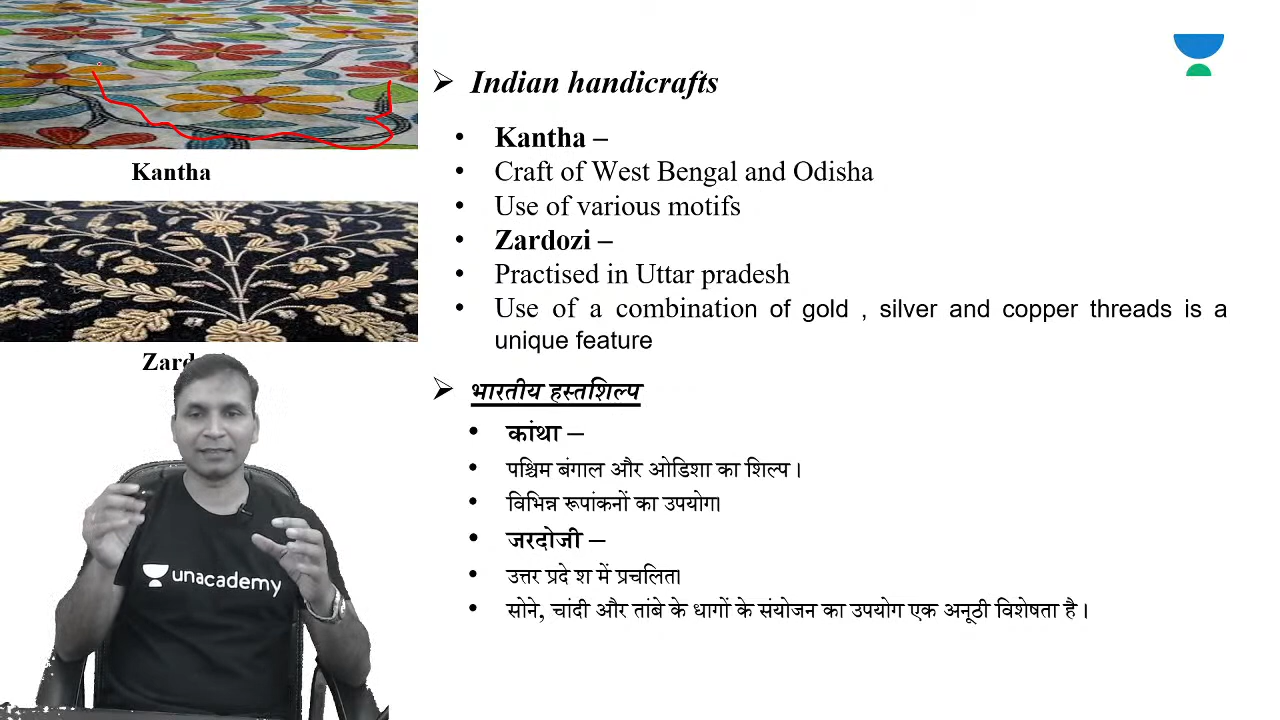 Indian handicrafts
Kantha –
Craft of West Bengal and Odisha
Kantha
Use of various motifs
Zardozi –
Practised in Uttar pradesh
Use of a combination of gold , silver and copper threads is a
unique feature
भारतीय हस्तशिल्प
कांथा –
पश्चिम बंगाल और ओडिशा का शिल्प।
विभिन्न रूपांकनों का उपयोग।
जरदोजी –
उत्तर प्रदे श में प्रचलित।
सोने, चांदी और तांबे के धागों के संयोजन का उपयोग एक अनूठी विशेषता है।
unacademy